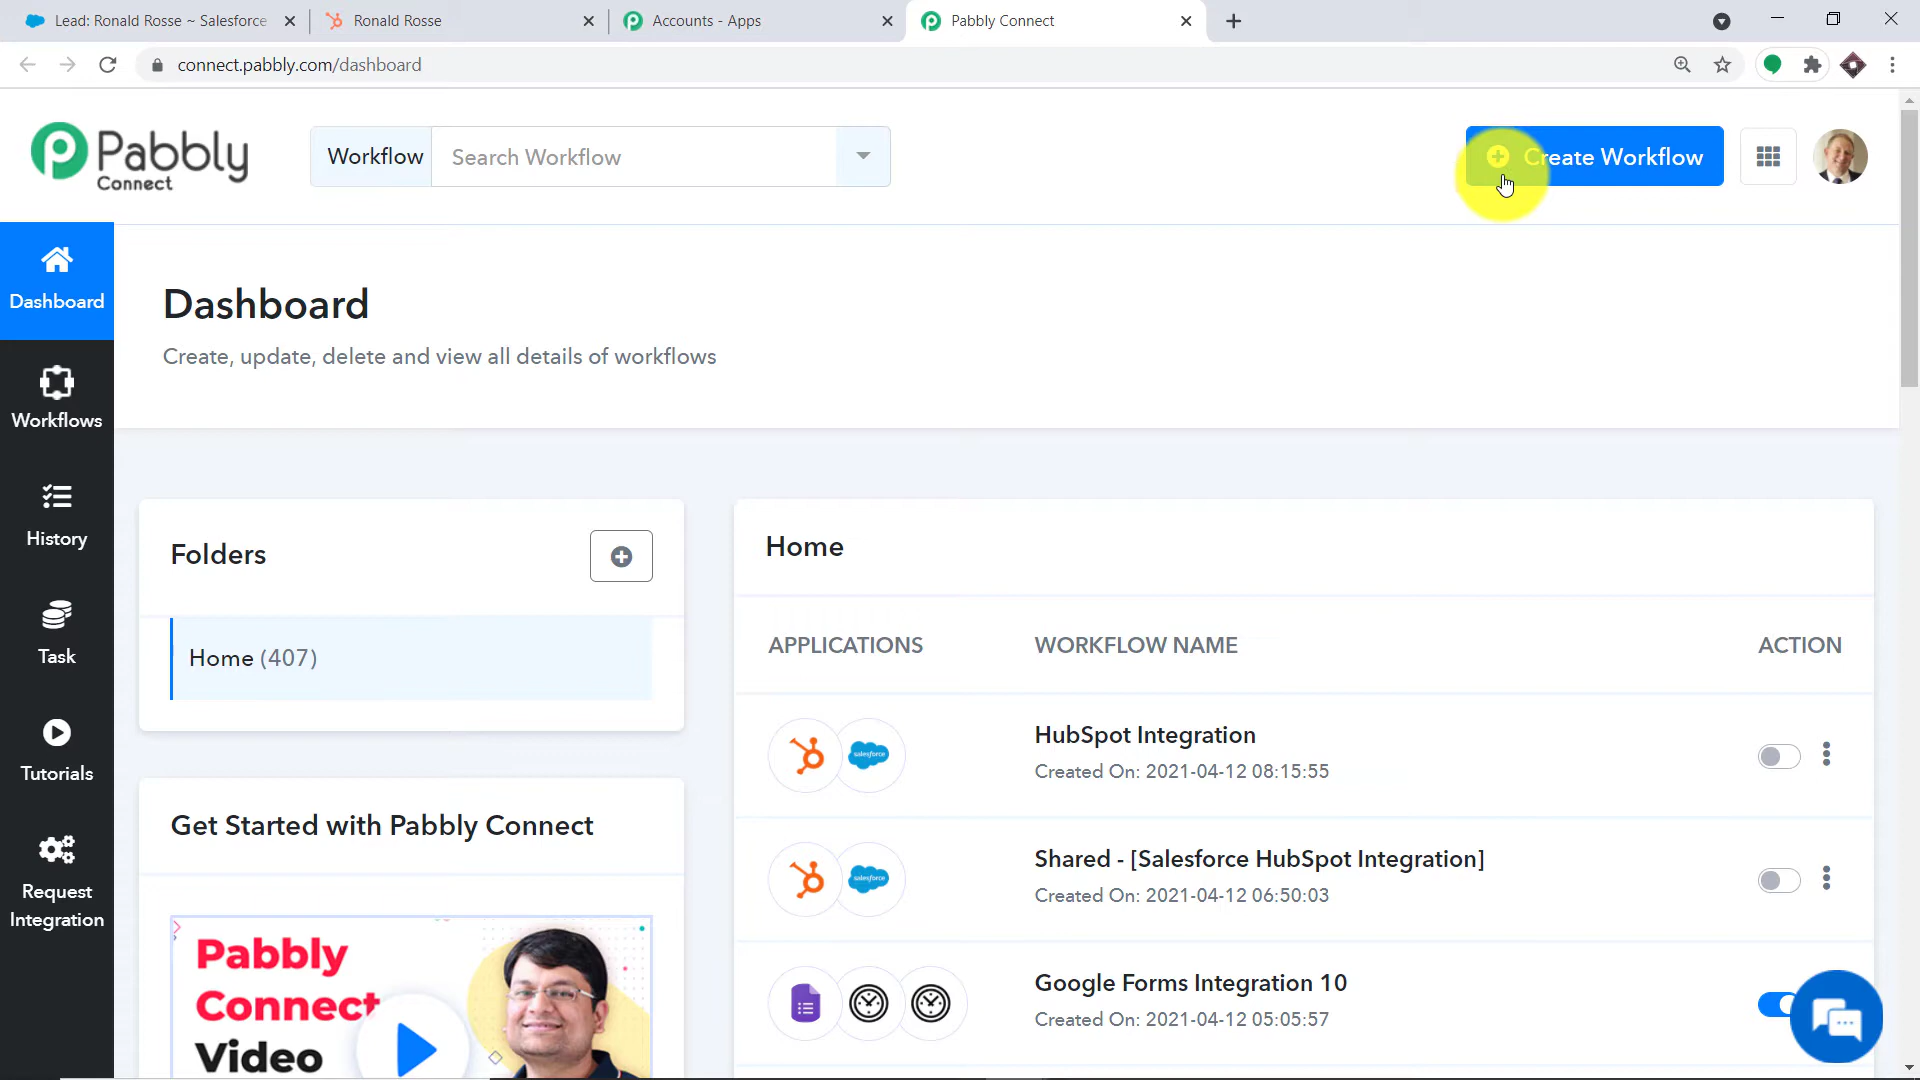 Lead: Ronald Rosse ~ Salesforce
Ronald Rosse
Accounts - Apps
Pabbly Connect
connect.pabbly.com/dashboard
Pabbly
Connect
Workflow
Search Workflow
Create Workflow
Dashboard
Dashboard
Create, update, delete and view all details of workflows
Workflows
History
Task
Tutorials
Request
Integration
Folders
Home (407)
Get Started with Pabbly Connect
Pabbly
Connect
Video
Home
APPLICATIONS
WORKFLOW NAME
ACTION
salesforce
HubSpot Integration
Created On: 2021-04-12 08:15:55
salesforce
Shared - [Salesforce HubSpot Integration]
Created On: 2021-04-12 06:50:03
Google Forms Integration 10
Created On: 2021-04-12 05:05:57